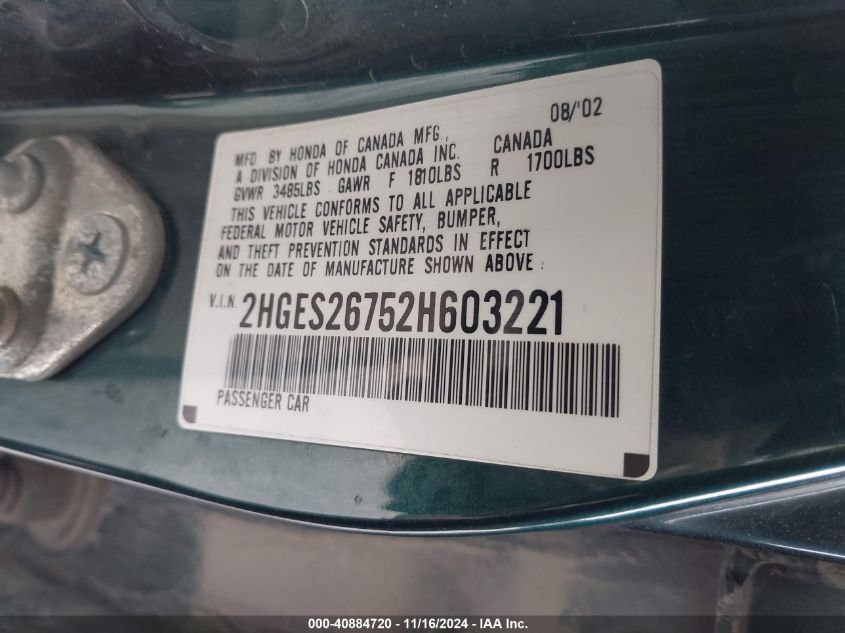 08/'02
MFD BY HONDA OF CANADA MFG.,
A DIVISION OF HONDA CANADA INC. CANADA
GVWR 3485LBS GAWR F 1810LBS R 1700LBS
THIS VEHICLE CONFORMS TO ALL APPLICABLE
FEDERAL MOTOR VEHICLE SAFETY, BUMPER,
AND THEFT PREVENTION STANDARDS IN EFFECT
ON THE DATE OF MANUFACTURE SHOWN ABOVE:
V.I.N. 2HGES26752H603221
PASSENGER CAR
000-40884720 - 11/16/2024 - IAA Inc.